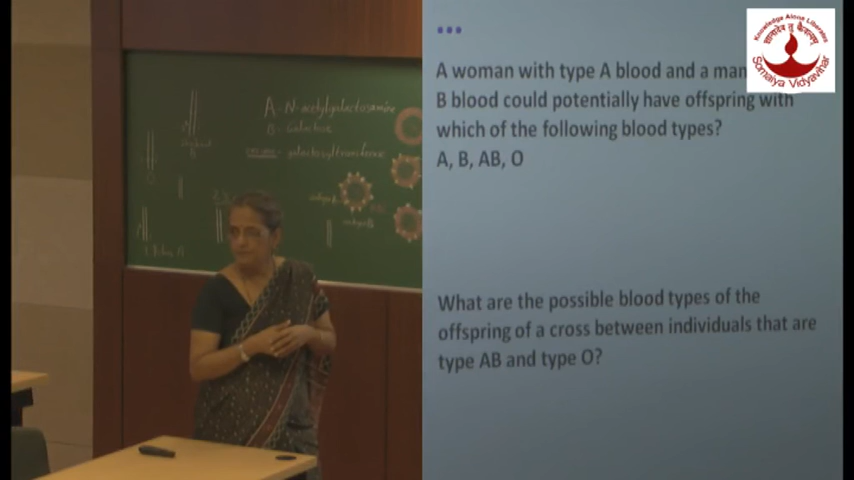 A - N-acetylgalactosamine
B - Galactose
galactosyltransferase
A woman with type A blood and a man
B blood could potentially have offspring with
which of the following blood types?
A, B, AB, O
What are the possible blood types of the
offspring of a cross between individuals that are
type AB and type O?
Knowledge Alone Liberates
Somaiya Vidyavihar